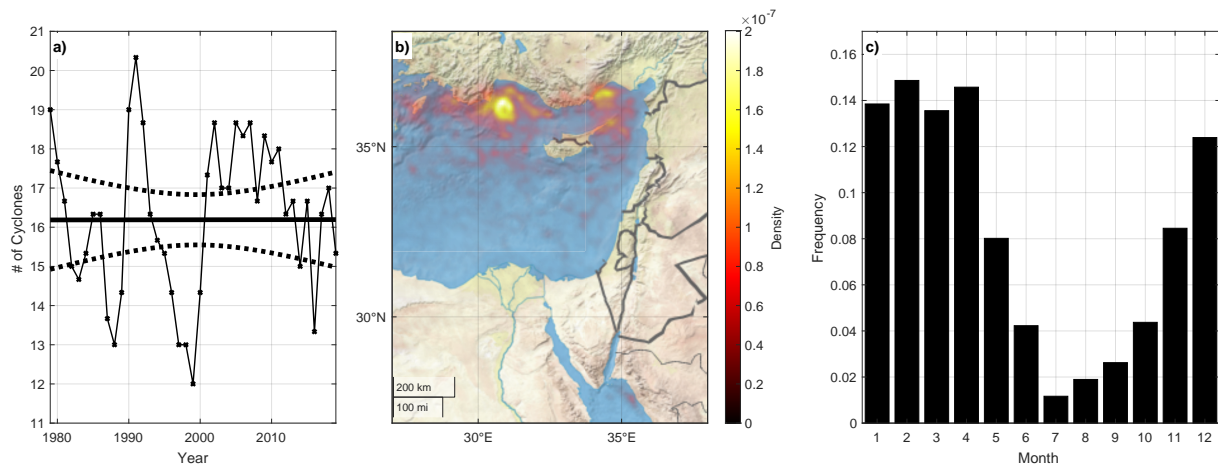 a)
21
20
19
18
17
16
15
14
13
12
11
# of Cyclones
1980 1990 2000 2010
Year
b)
35°N
30°N
200 km
100 mi
30°E 35°E
×10⁻⁷
2
1.8
1.6
1.4
1.2
1
0.8
0.6
0.4
0.2
0
Density
c)
0.17
0.16
0.14
0.12
0.1
0.08
0.06
0.04
0.02
0
Frequency
1 2 3 4 5 6 7 8 9 10 11 12
Month